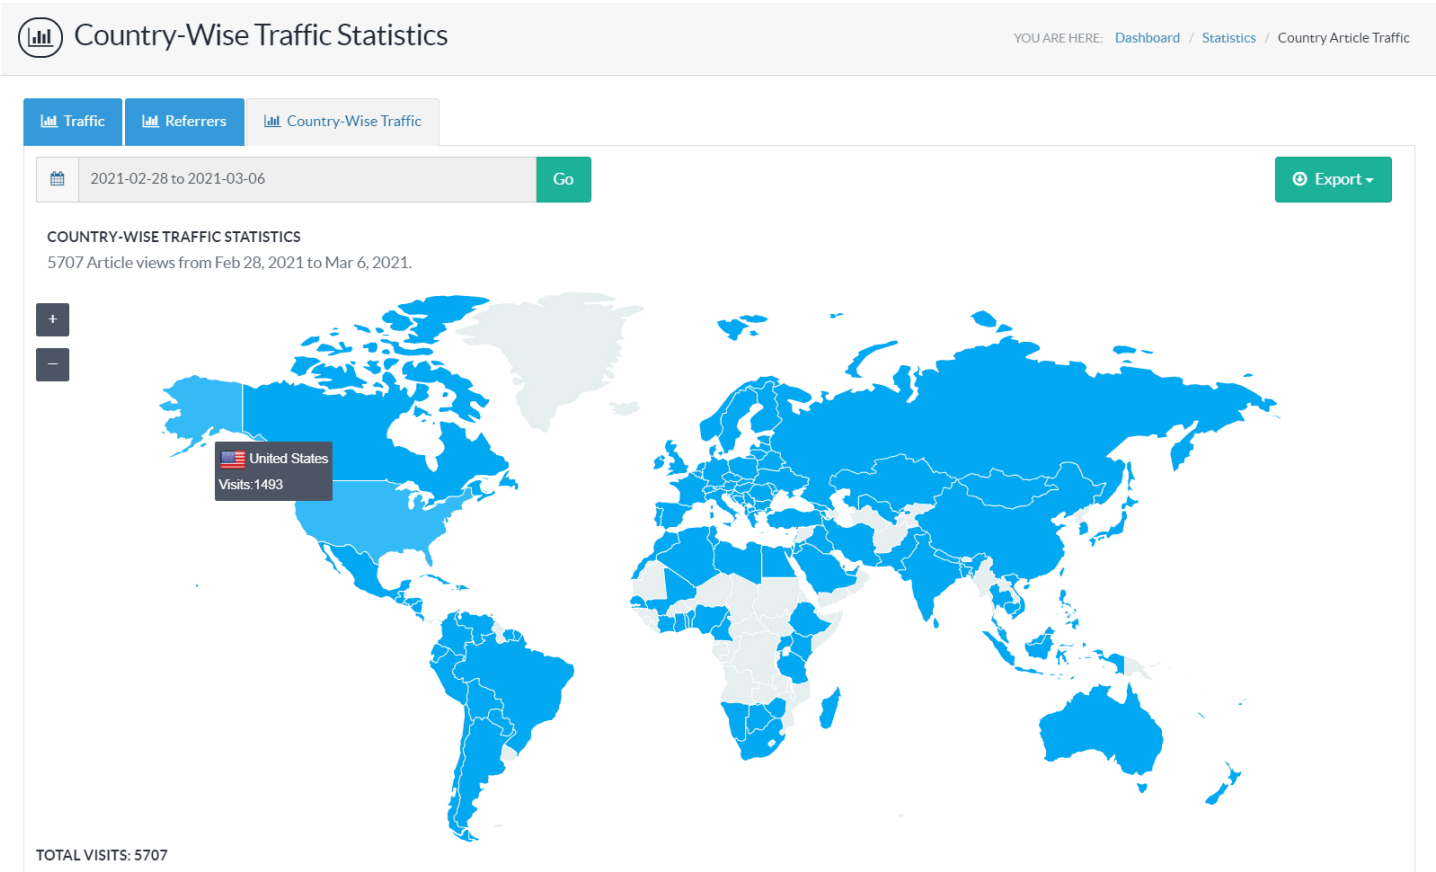 Country-Wise Traffic Statistics
YOU ARE HERE: Dashboard / Statistics / Country Article Traffic
Traffic Referrers Country-Wise Traffic
2021-02-28 to 2021-03-06 Go Export
COUNTRY-WISE TRAFFIC STATISTICS
5707 Article views from Feb 28, 2021 to Mar 6, 2021.
+
−
United States
Visits:1493
TOTAL VISITS: 5707